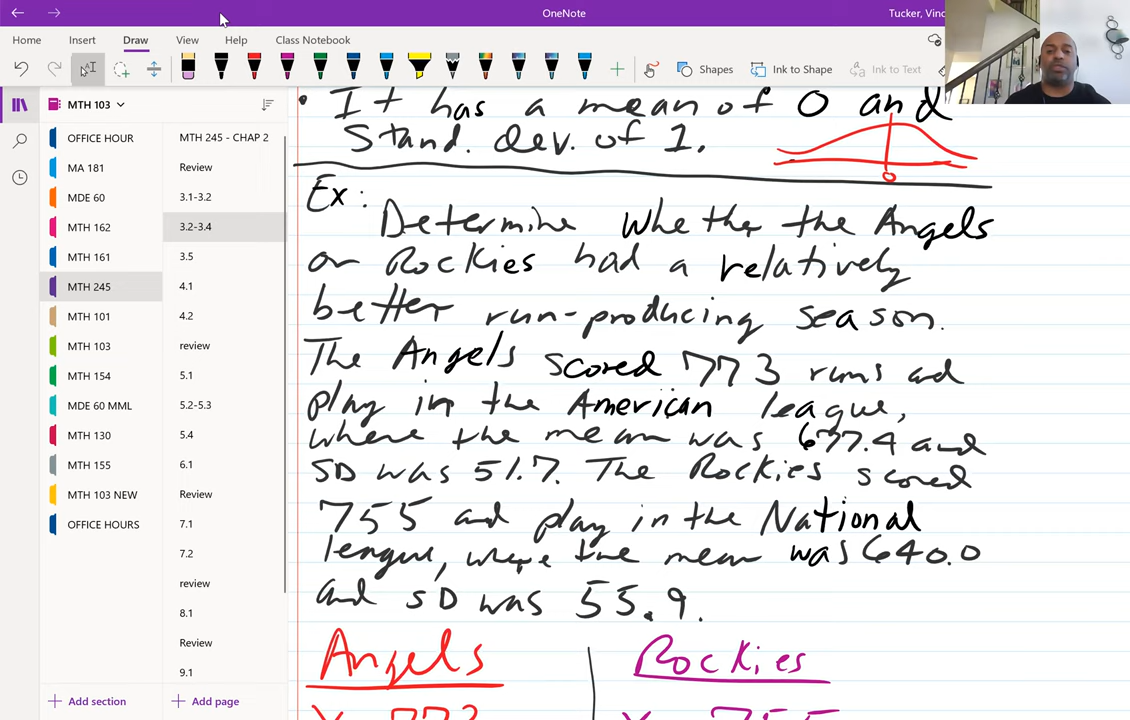 OneNote
Tucker, Vinc
Home
Insert
Draw
View
Help
Class Notebook
Shapes
Ink to Shape
Ink to Text
MTH 103
OFFICE HOUR
MA 181
MDE 60
MTH 162
MTH 161
MTH 245
MTH 101
MTH 103
MTH 154
MDE 60 MML
MTH 130
MTH 155
MTH 103 NEW
OFFICE HOURS
Add section
MTH 245 - CHAP 2
Review
3.1-3.2
3.2-3.4
3.5
4.1
4.2
review
5.1
5.2-5.3
5.4
6.1
Review
7.1
7.2
review
8.1
Review
9.1
Add page
• It has a mean of 0 and
Stand. dev. of 1.
0
Ex:
Determine whether the Angels
or Rockies had a relatively
better run-producing season.
The Angels scored 773 runs and
play in the American league,
where the mean was 677.4 and
SD was 51.7. The Rockies scored
755 and play in the National
league, where the mean was 640.0
and SD was 55.9.
Angels
Rockies
X 773
X 755